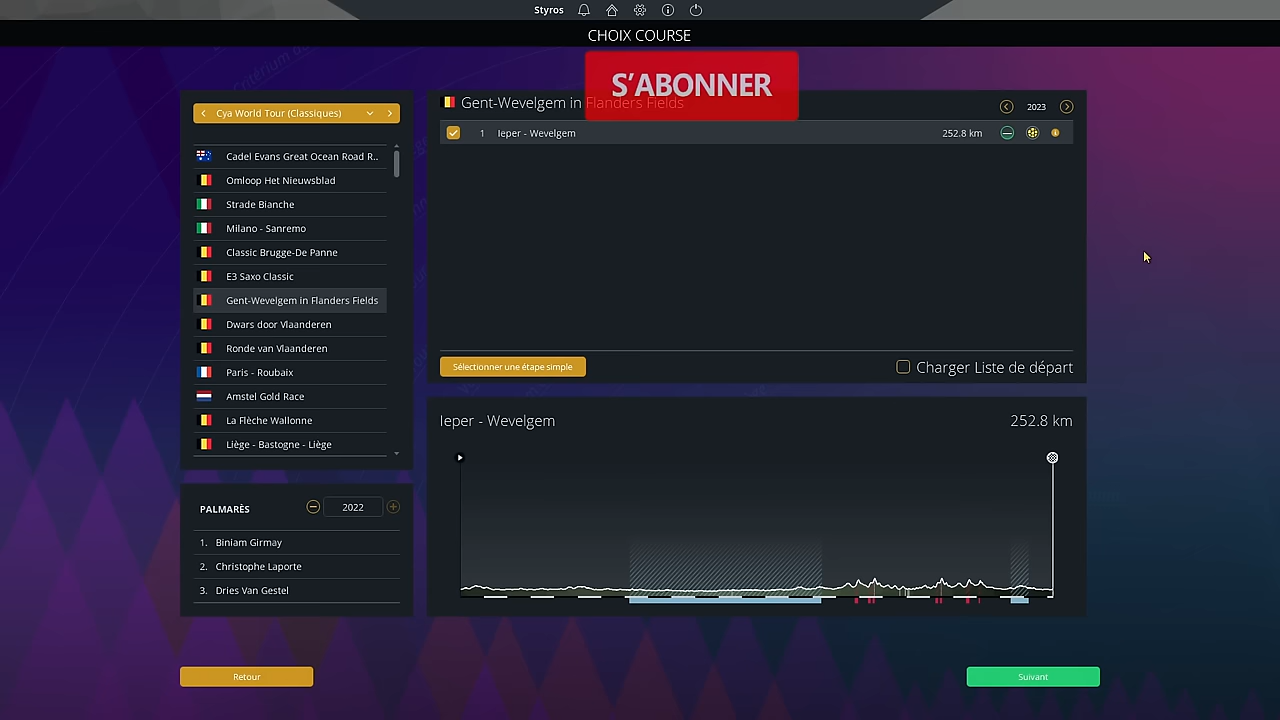 Styros
CHOIX COURSE
S'ABONNER
Cya World Tour (Classiques)
Cadel Evans Great Ocean Road R..
Omloop Het Nieuwsblad
Strade Bianche
Milano - Sanremo
Classic Brugge-De Panne
E3 Saxo Classic
Gent-Wevelgem in Flanders Fields
Dwars door Vlaanderen
Ronde van Vlaanderen
Paris - Roubaix
Amstel Gold Race
La Flèche Wallonne
Liège - Bastogne - Liège
PALMARÈS 2022
1. Biniam Girmay
2. Christophe Laporte
3. Dries Van Gestel
Gent-Wevelgem in Flanders Fields 2023
1 Ieper - Wevelgem 252.8 km
Sélectionner une étape simple Charger Liste de départ
Ieper - Wevelgem 252.8 km
Retour Suivant